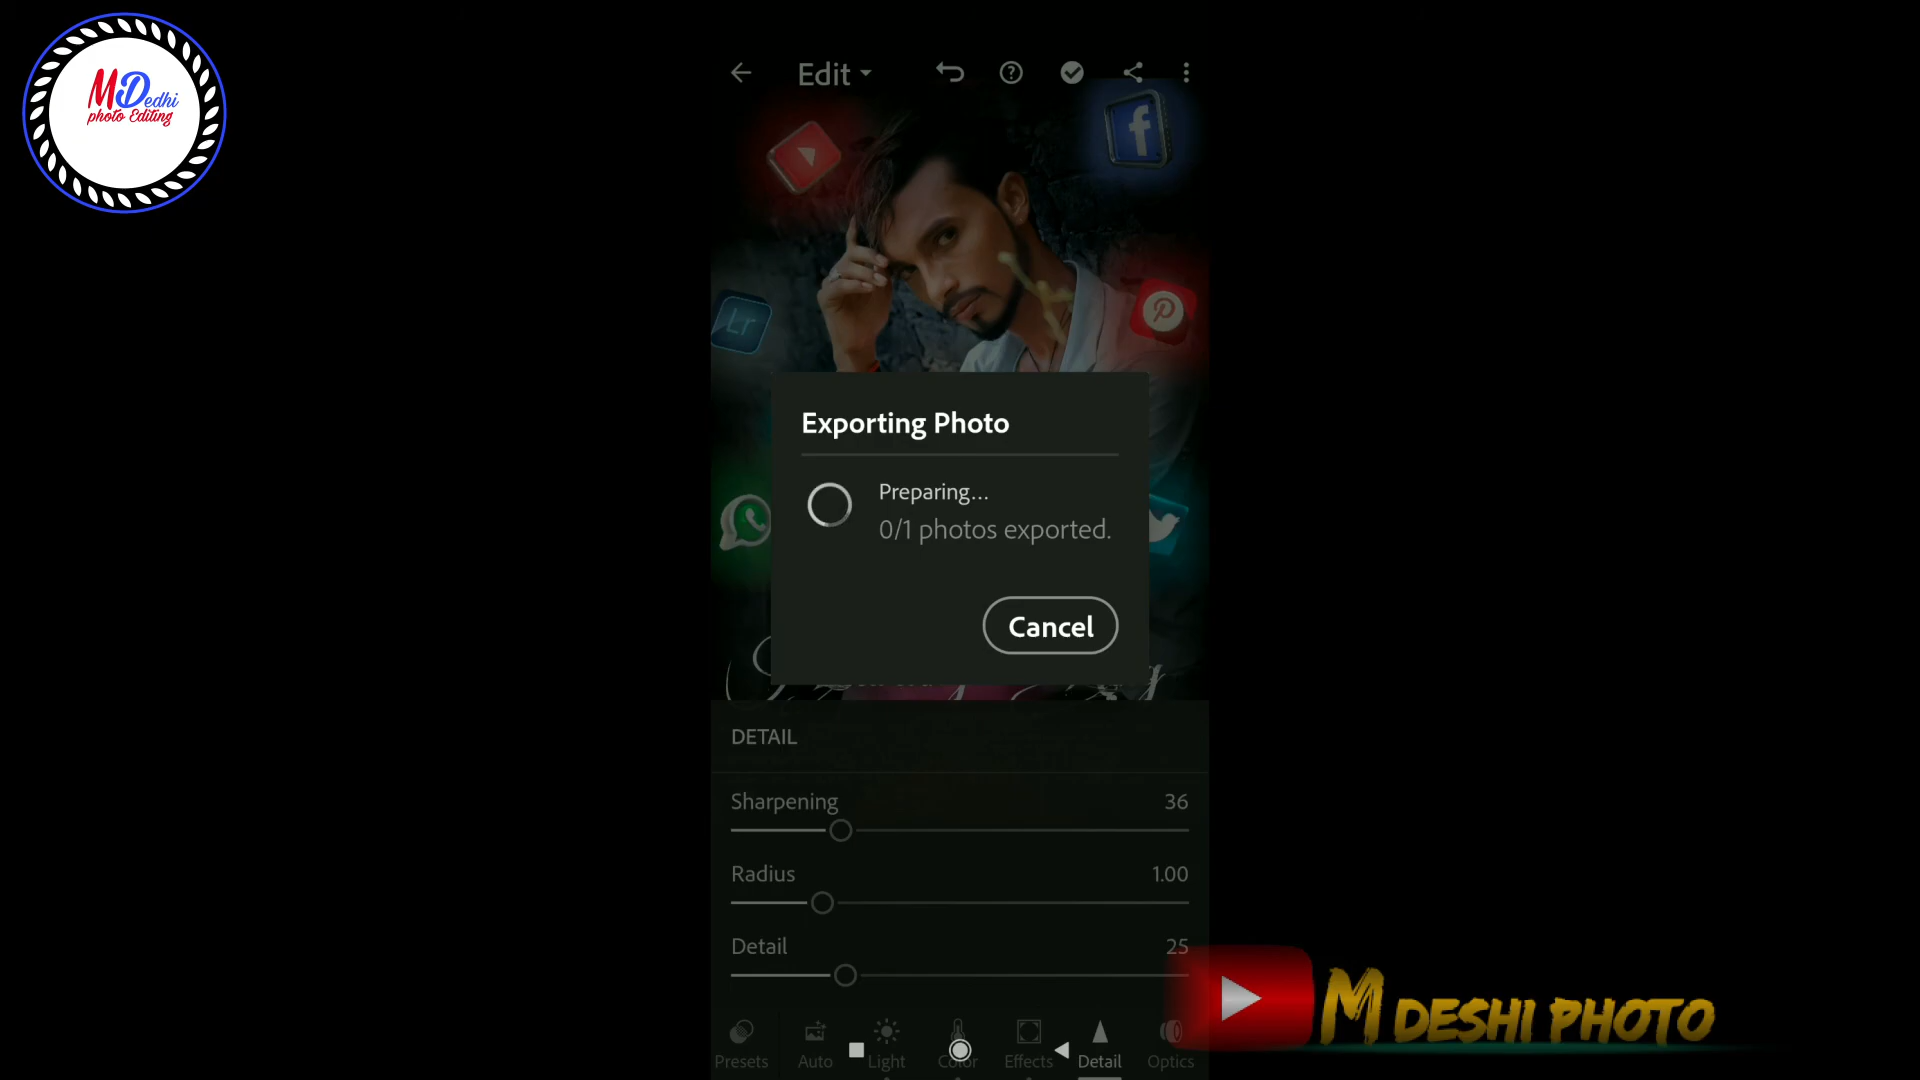 MDedhi
photo Editing
Edit
Lr
Exporting Photo
Preparing...
0/1 photos exported.
Cancel
DETAIL
Sharpening 36
Radius 1.00
Detail 25
Presets Auto Light Color Effects Detail Optics
M DESHI PHOTO